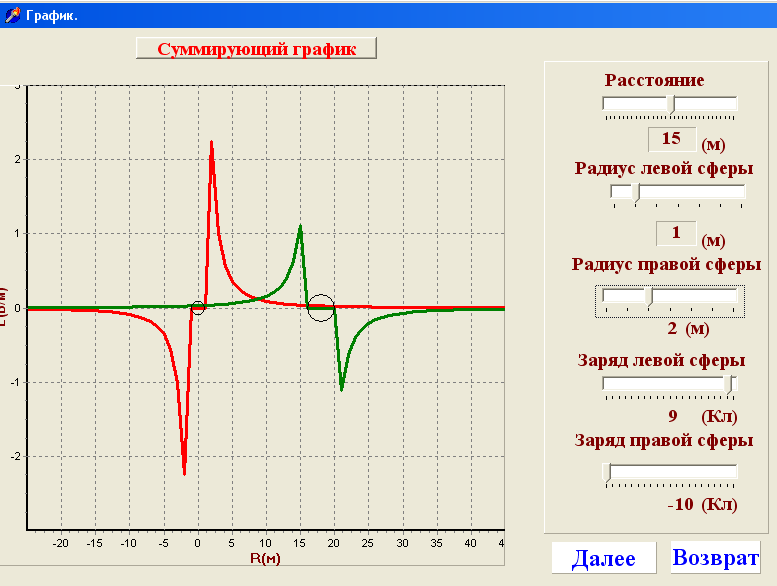 График.
Суммирующий график
Расстояние
15 (м)
Радиус левой сферы
1 (м)
Радиус правой сферы
2 (м)
Заряд левой сферы
9 (Кл)
Заряд правой сферы
-10 (Кл)
Далее Возврат
2
1
0
-1
-2
-20 -15 -10 -5 0 5 10 15 20 25 30 35 40
R(м)